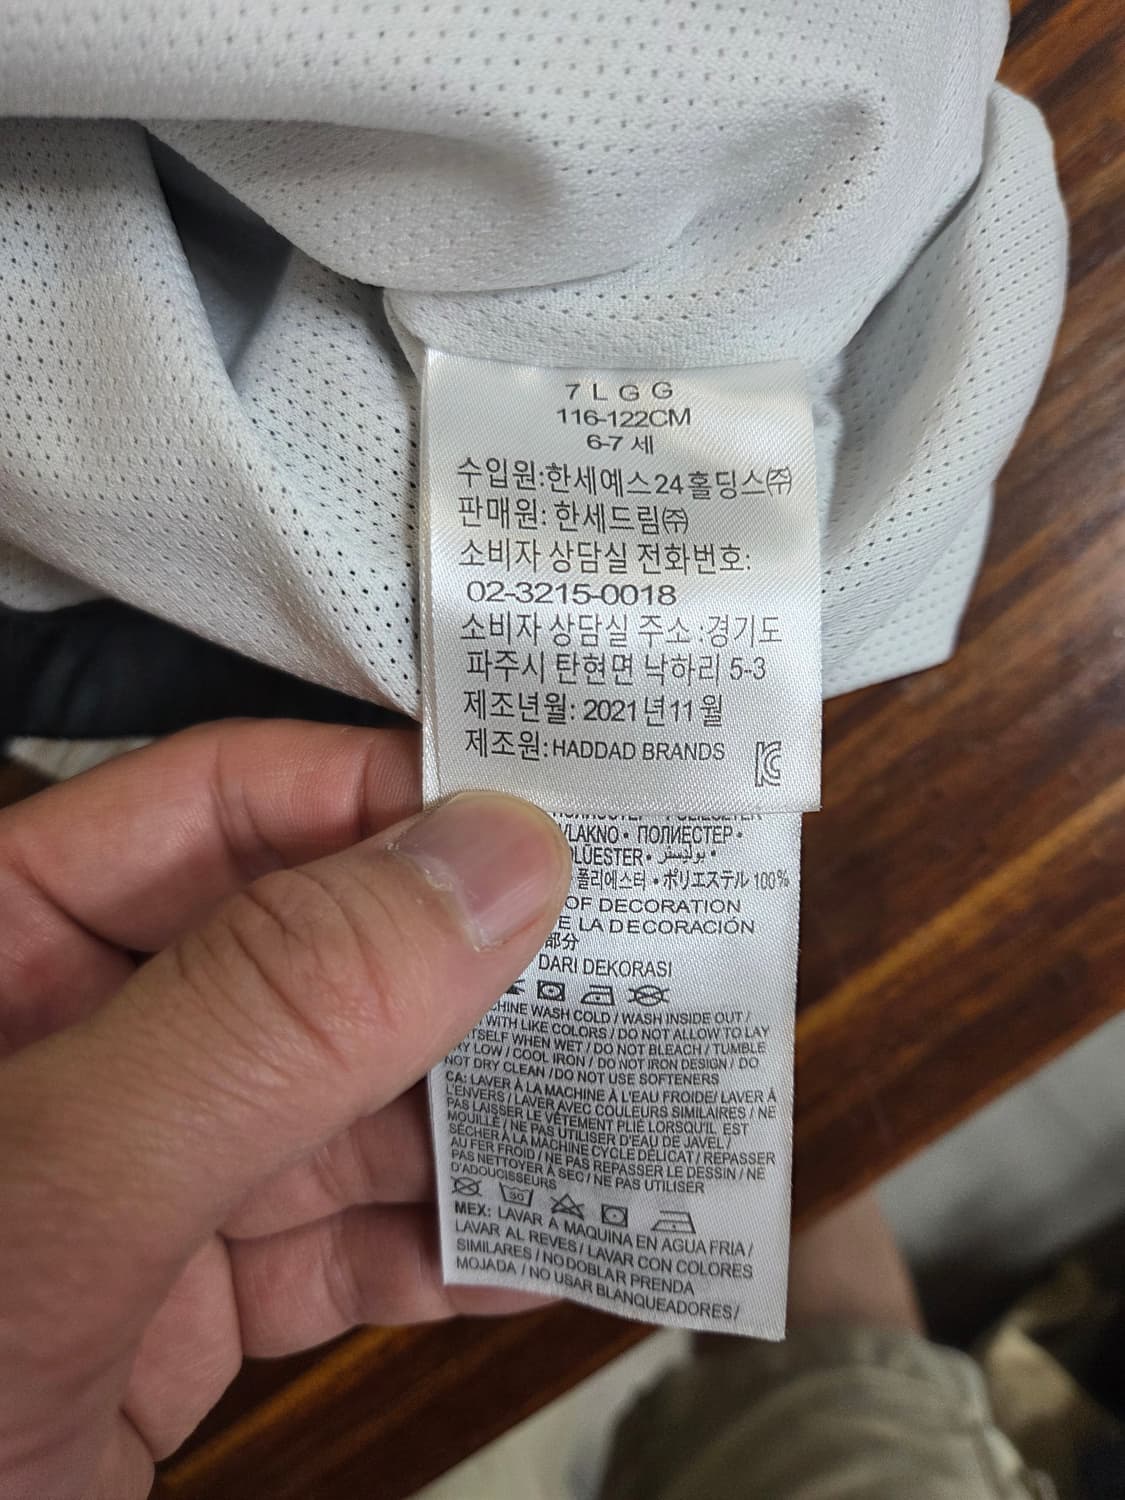 7 L G G
116-122CM
6-7 세
수입원:한세예스24홀딩스㈜
판매원: 한세드림㈜
소비자 상담실 전화번호:
02-3215-0018
소비자 상담실 주소:경기도
파주시 탄현면 낙하리 5-3
제조년월: 2021년11월
제조원: HADDAD BRANDS
VLAKNO • ПОЛИЕСТЕР •
بوليستر •
폴리에스터 • ポリエステル 100%
OF DECORATION
LA DECORACIÓN
部分
DARI DEKORASI
WASH COLD / WASH INSIDE OUT /
WITH LIKE COLORS / DO NOT ALLOW TO LAY
WHEN WET / DO NOT BLEACH / TUMBLE
LOW / COOL IRON / DO NOT IRON DESIGN / DO
NOT DRY CLEAN /DO NOT USE SOFTENERS
CA: LAVER À LA MACHINE À L'EAU FROIDE/ LAVER À
L'ENVERS / LAVER AVEC COULEURS SIMILAIRES / NE
PAS LAISSER LE VÊTEMENT PLIÉ LORSQU'IL EST
MOUILLÉ / NE PAS UTILISER D'EAU DE JAVEL /
SÉCHER À LA MACHINE CYCLE DÉLICAT / REPASSER
AU FER FROID / NE PAS REPASSER LE DESSIN / NE
PAS NETTOYER À SEC / NE PAS UTILISER
D'ADOUCISSEURS
30
MEX: LAVAR A MAQUINA EN AGUA FRIA /
LAVAR AL REVES / LAVAR CON COLORES
SIMILARES / NO DOBLAR PRENDA
MOJADA / NO USAR BLANQUEADORES /